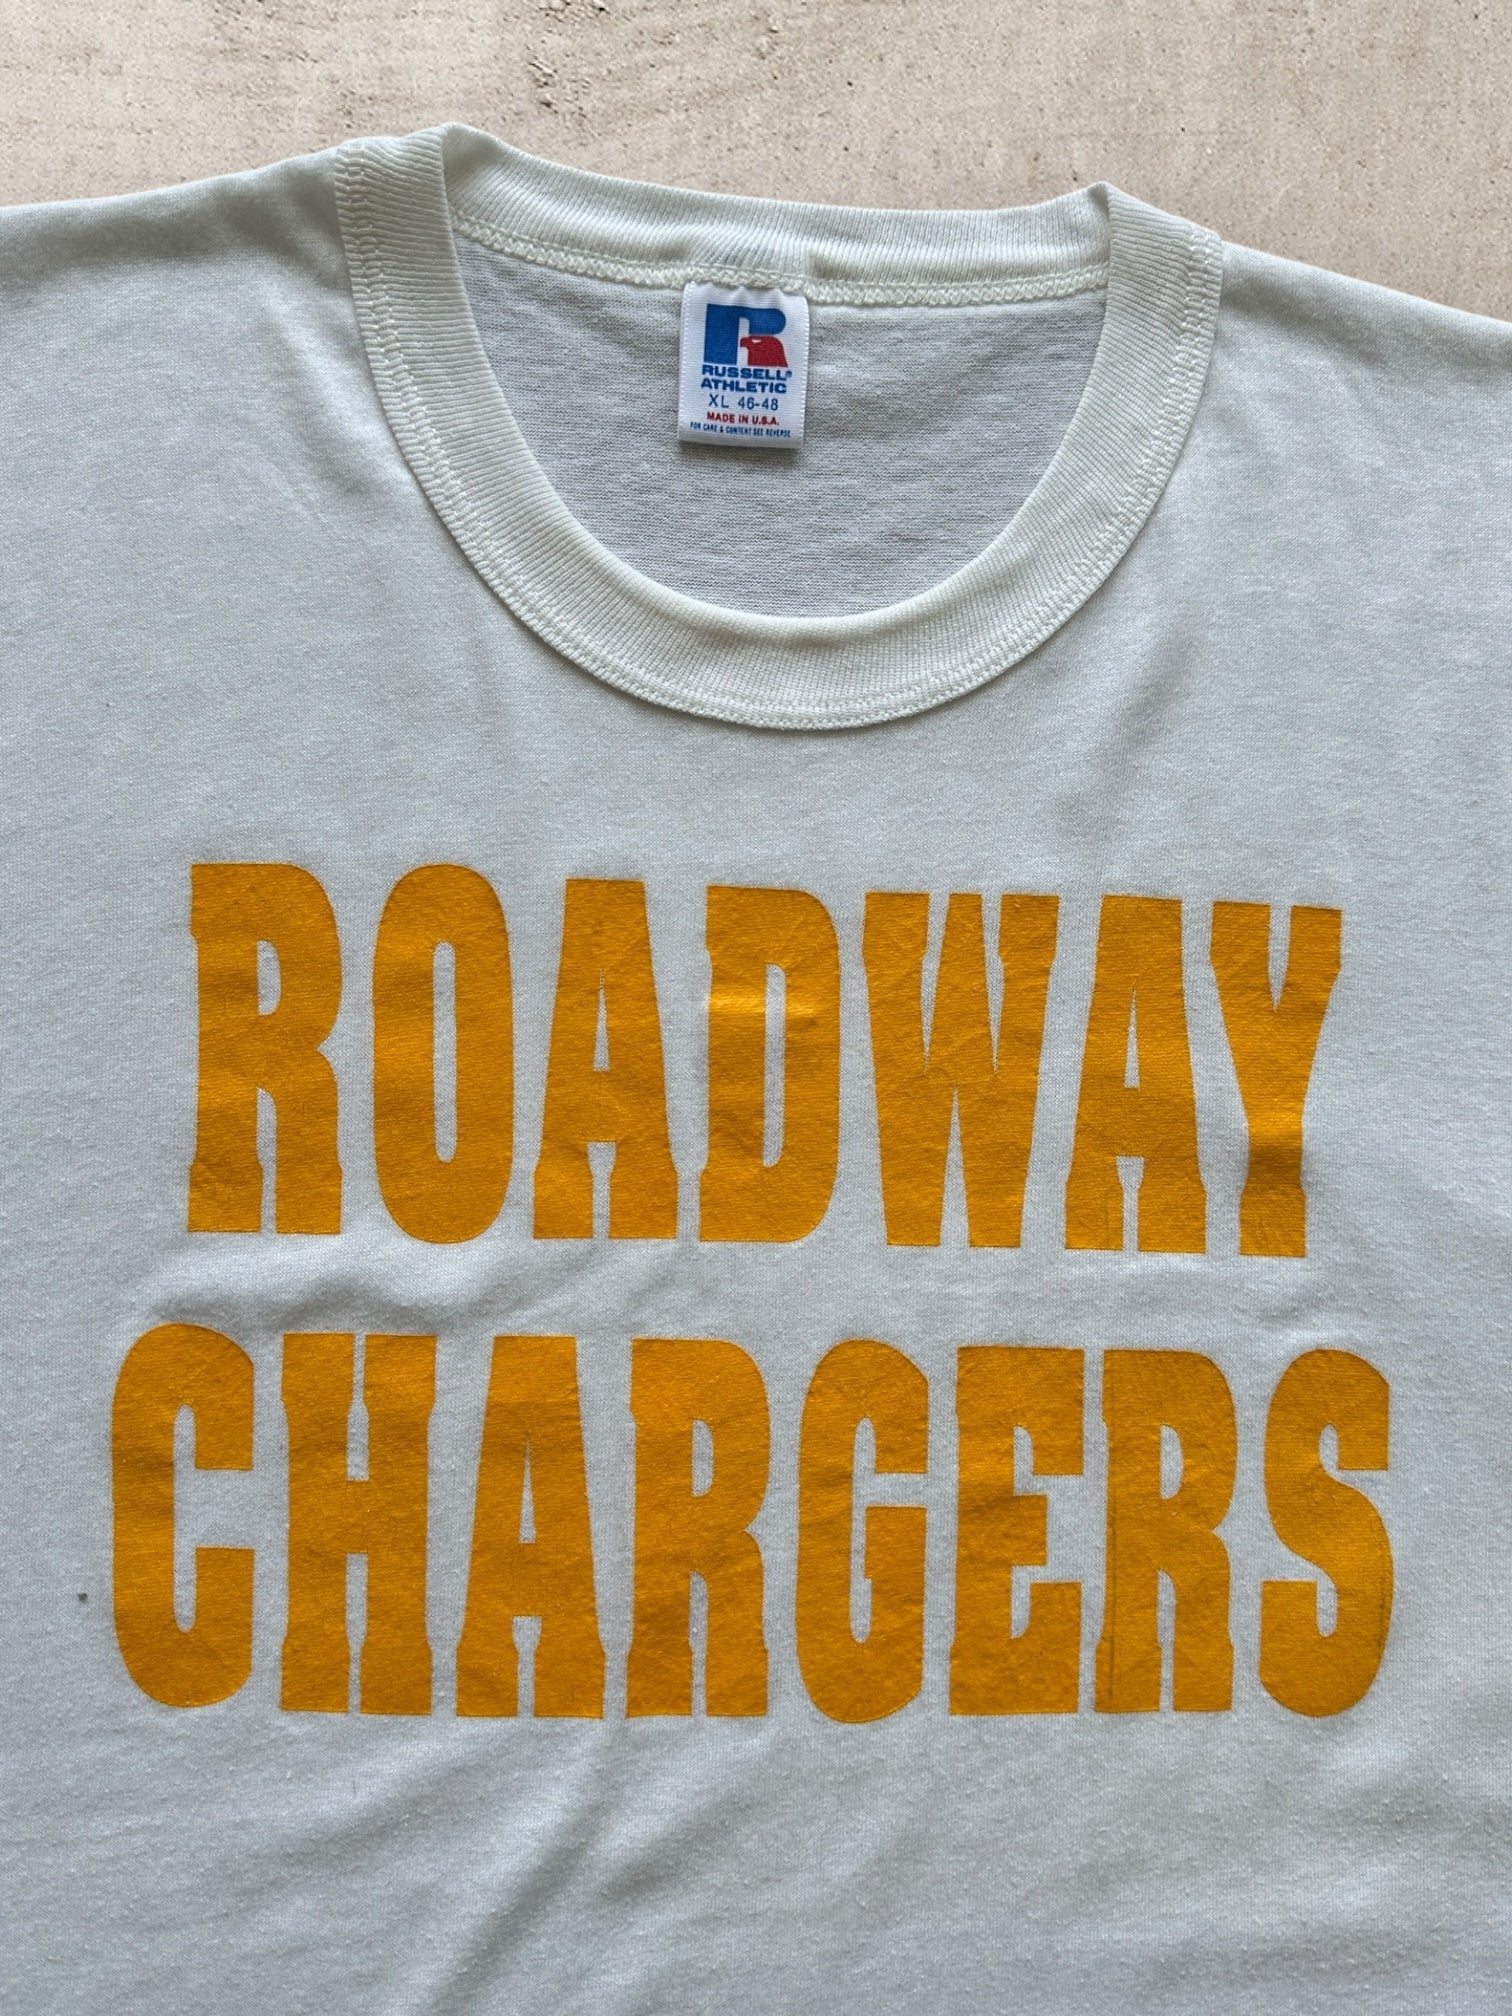 RUSSELL®
ATHLETIC
XL 46-48
MADE IN U.S.A.
FOR CARE & CONTENT SEE REVERSE
ROADWAY
CHARGERS